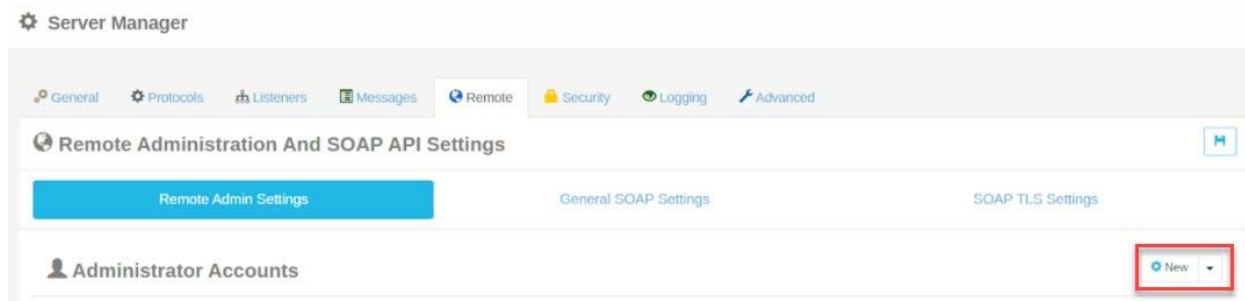 Server Manager
General Protocols Listeners Messages Remote Security Logging Advanced
Remote Administration And SOAP API Settings
Remote Admin Settings General SOAP Settings SOAP TLS Settings
Administrator Accounts New